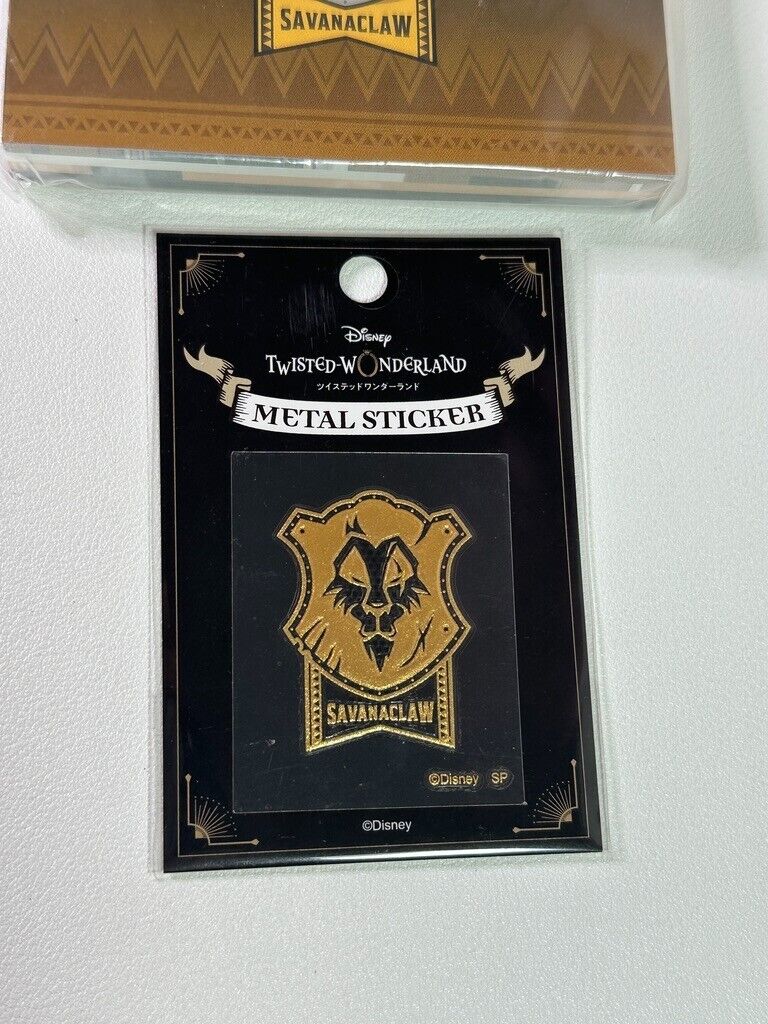 SAVANACLAW
Disney
TWISTED-WONDERLAND
ツイステッドワンダーランド
METAL STICKER
SAVANACLAW
©Disney SP
©Disney